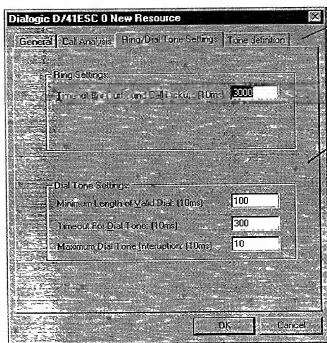 Dialogic D/41ESC 0 New Resource
General Call Analysis Ring/Dial Tone Settings Tone definition
Ring Settings:
3000
Dial Tone Settings:
Minimum Length of Valid Dial: (10ms) 100
Timeout For Dial Tone: (10ms) 300
Maximum Dial Tone Interuption: (10ms) 10
OK Cancel